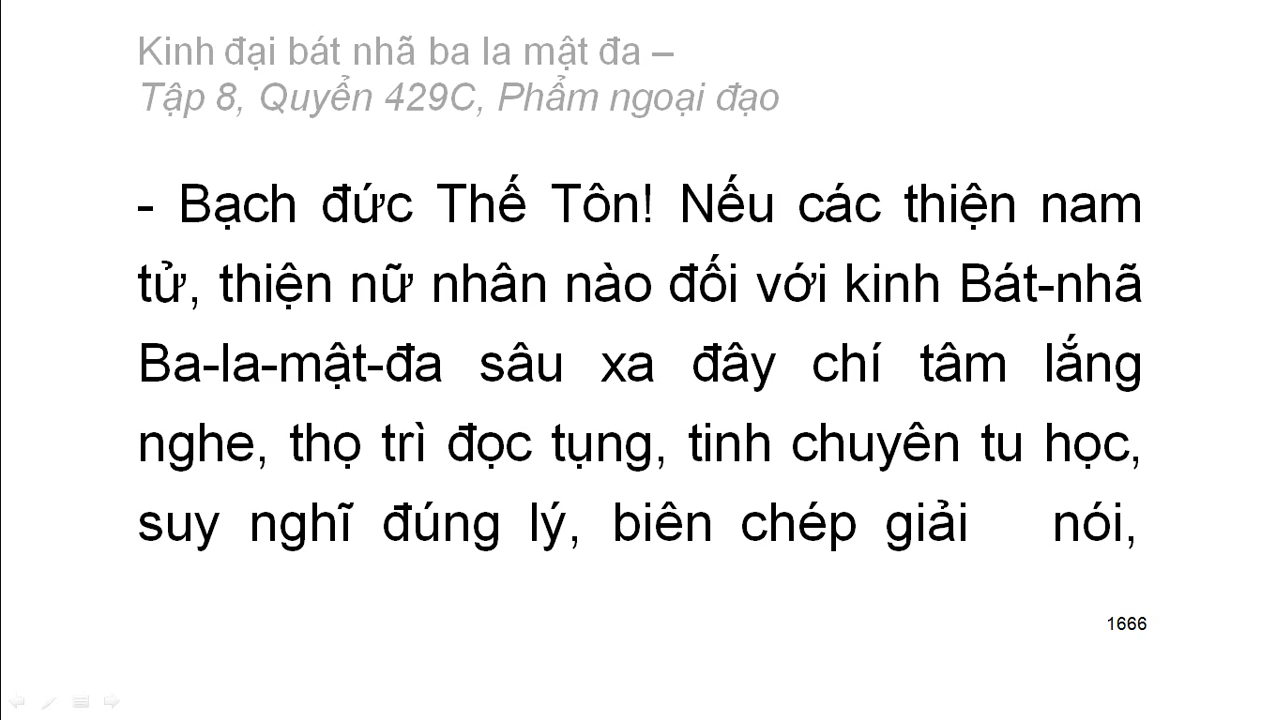 Kinh đại bát nhã ba la mật đa –
Tập 8, Quyển 429C, Phẩm ngoại đạo
- Bạch đức Thế Tôn! Nếu các thiện nam
tử, thiện nữ nhân nào đối với kinh Bát-nhã
Ba-la-mật-đa sâu xa đây chí tâm lắng
nghe, thọ trì đọc tụng, tinh chuyên tu học,
suy nghĩ đúng lý, biên chép giải nói,
1666